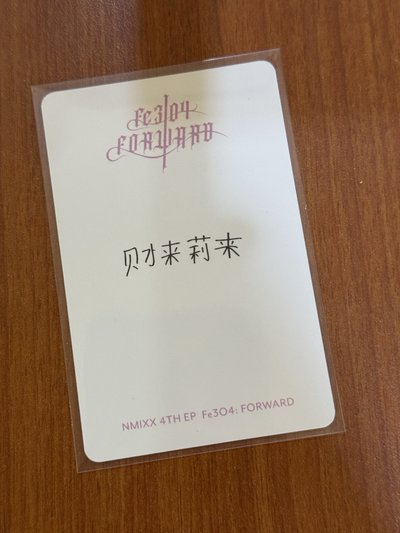 Fe3O4
FORWARD
财来莉来
NMIXX 4TH EP Fe3O4: FORWARD